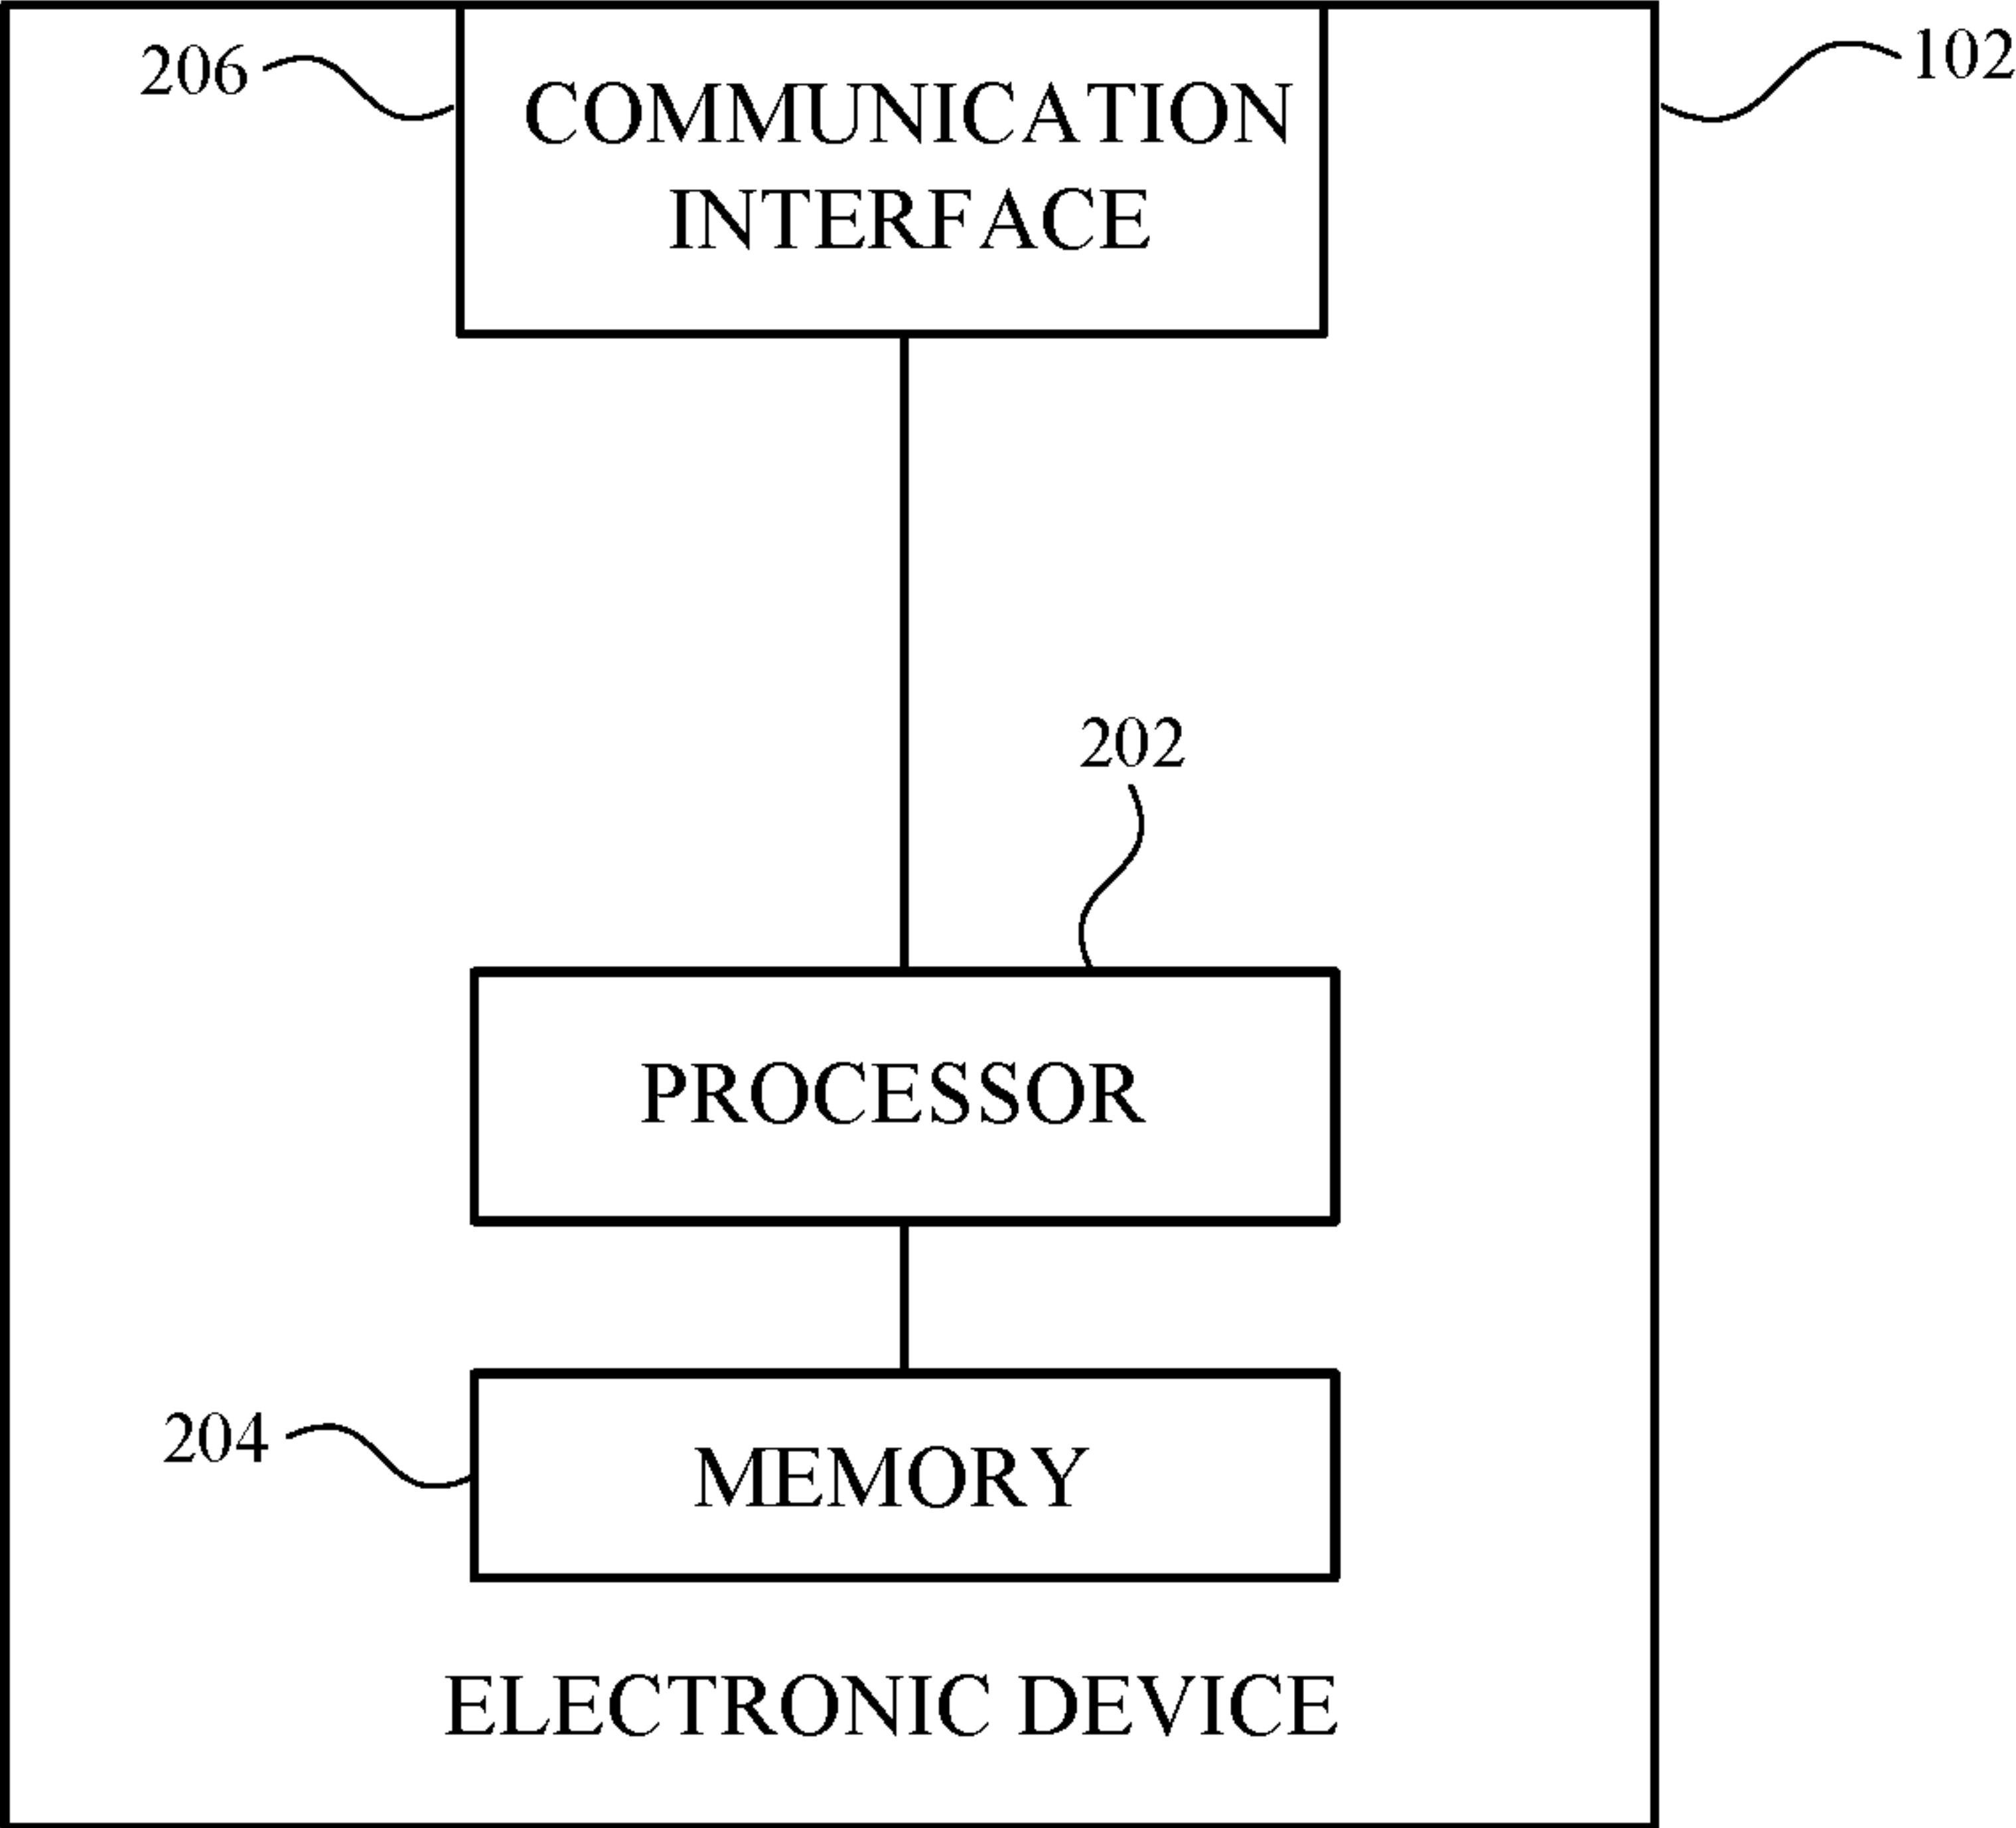 206
102
COMMUNICATION
INTERFACE
202
PROCESSOR
204
MEMORY
ELECTRONIC DEVICE